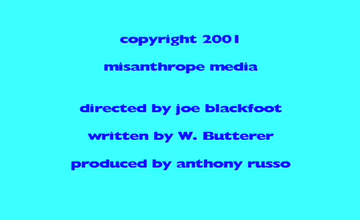 copyright 2001
misanthrope media
directed by joe blackfoot
written by W. Butterer
produced by anthony russo